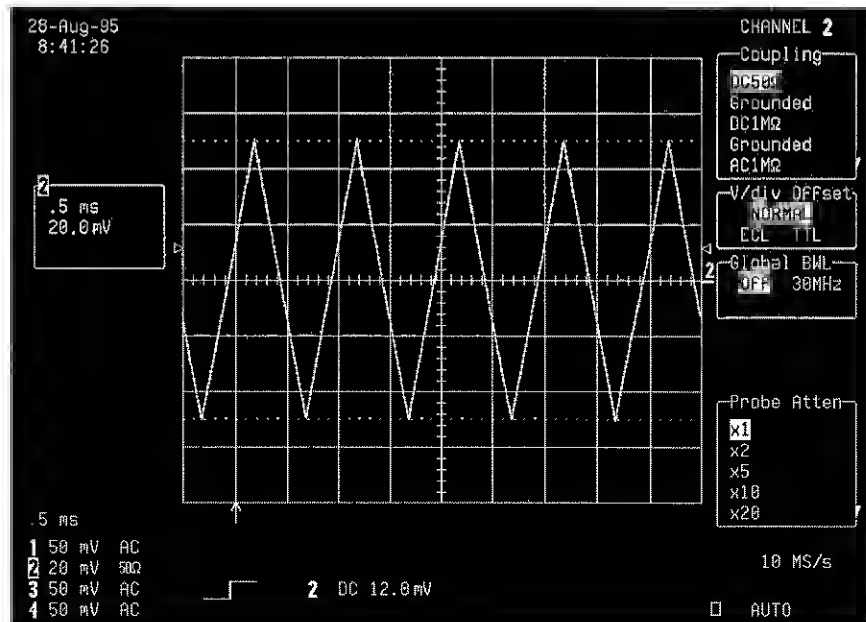 28-Aug-95
8:41:26
CHANNEL 2
Coupling
DC50Ω
Grounded
DC1MΩ
Grounded
AC1MΩ
2
.5 ms
20.0mV
V/div Offset
NORMAL
ECL TTL
2
Global BWL
OFF 30MHz
Probe Atten
x1
x2
x5
x10
x20
.5 ms
1 50 mV AC
2 20 mV 50Ω
3 50 mV AC
4 50 mV AC
2 DC 12.0mV
10 MS/s
AUTO